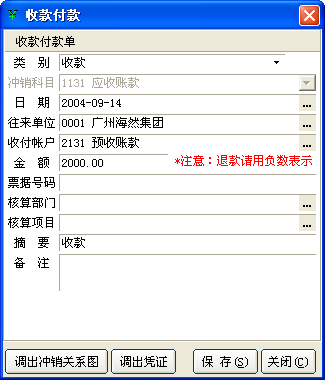 收款付款
收款付款单
类 别 收款
冲销科目 1131 应收账款
日 期 2004-09-14
往来单位 0001 广州海然集团
收付帐户 2131 预收账款
金 额 2000.00 *注意：退款请用负数表示
票据号码
核算部门
核算项目
摘 要 收款
备 注
调出冲销关系图 调出凭证 保 存(S) 关闭(C)